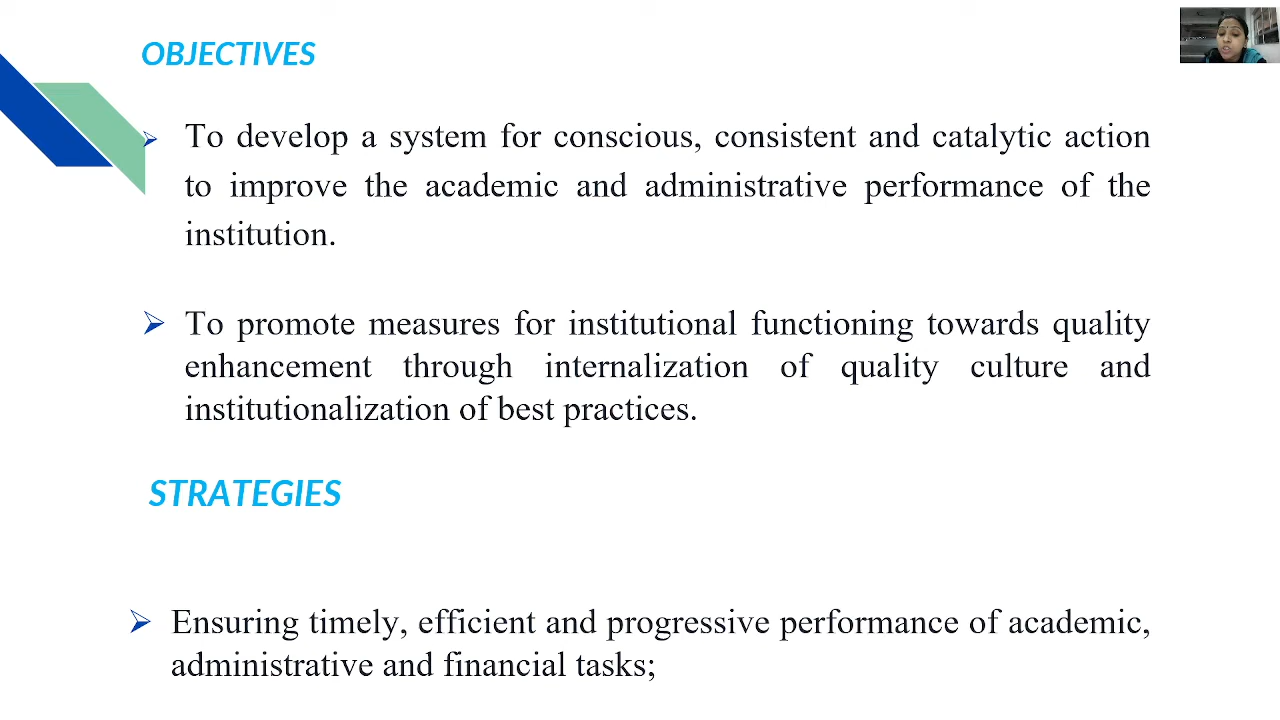 OBJECTIVES
➢ To develop a system for conscious, consistent and catalytic action
to improve the academic and administrative performance of the
institution.
➢ To promote measures for institutional functioning towards quality
enhancement through internalization of quality culture and
institutionalization of best practices.
STRATEGIES
➢ Ensuring timely, efficient and progressive performance of academic,
administrative and financial tasks;